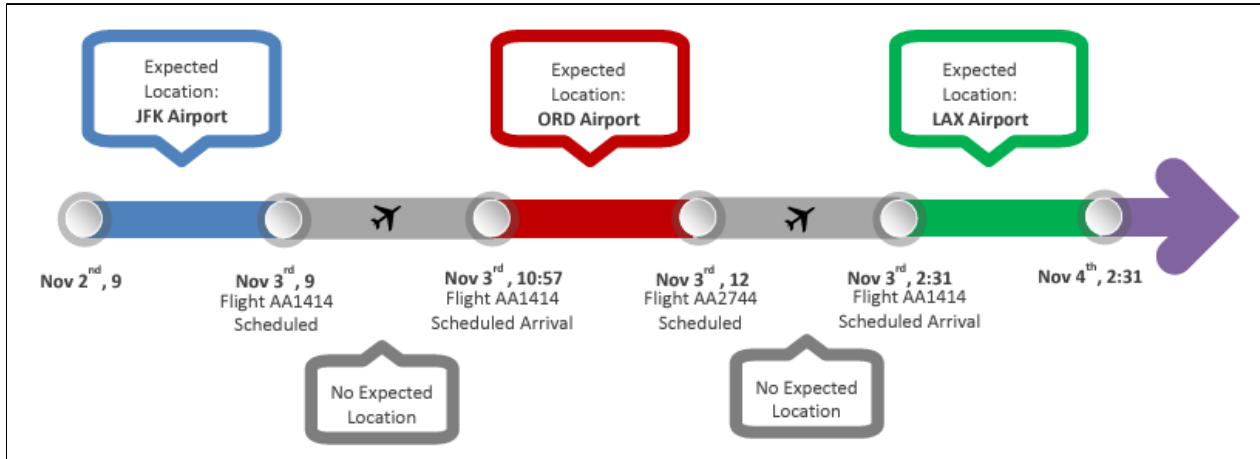 Expected
Location:
JFK Airport
Expected
Location:
ORD Airport
Expected
Location:
LAX Airport
Nov 2nd, 9
Nov 3rd, 9
Flight AA1414
Scheduled
Nov 3rd, 10:57
Flight AA1414
Scheduled Arrival
Nov 3rd, 12
Flight AA2744
Scheduled
Nov 3rd, 2:31
Flight AA1414
Scheduled Arrival
Nov 4th, 2:31
No Expected
Location
No Expected
Location